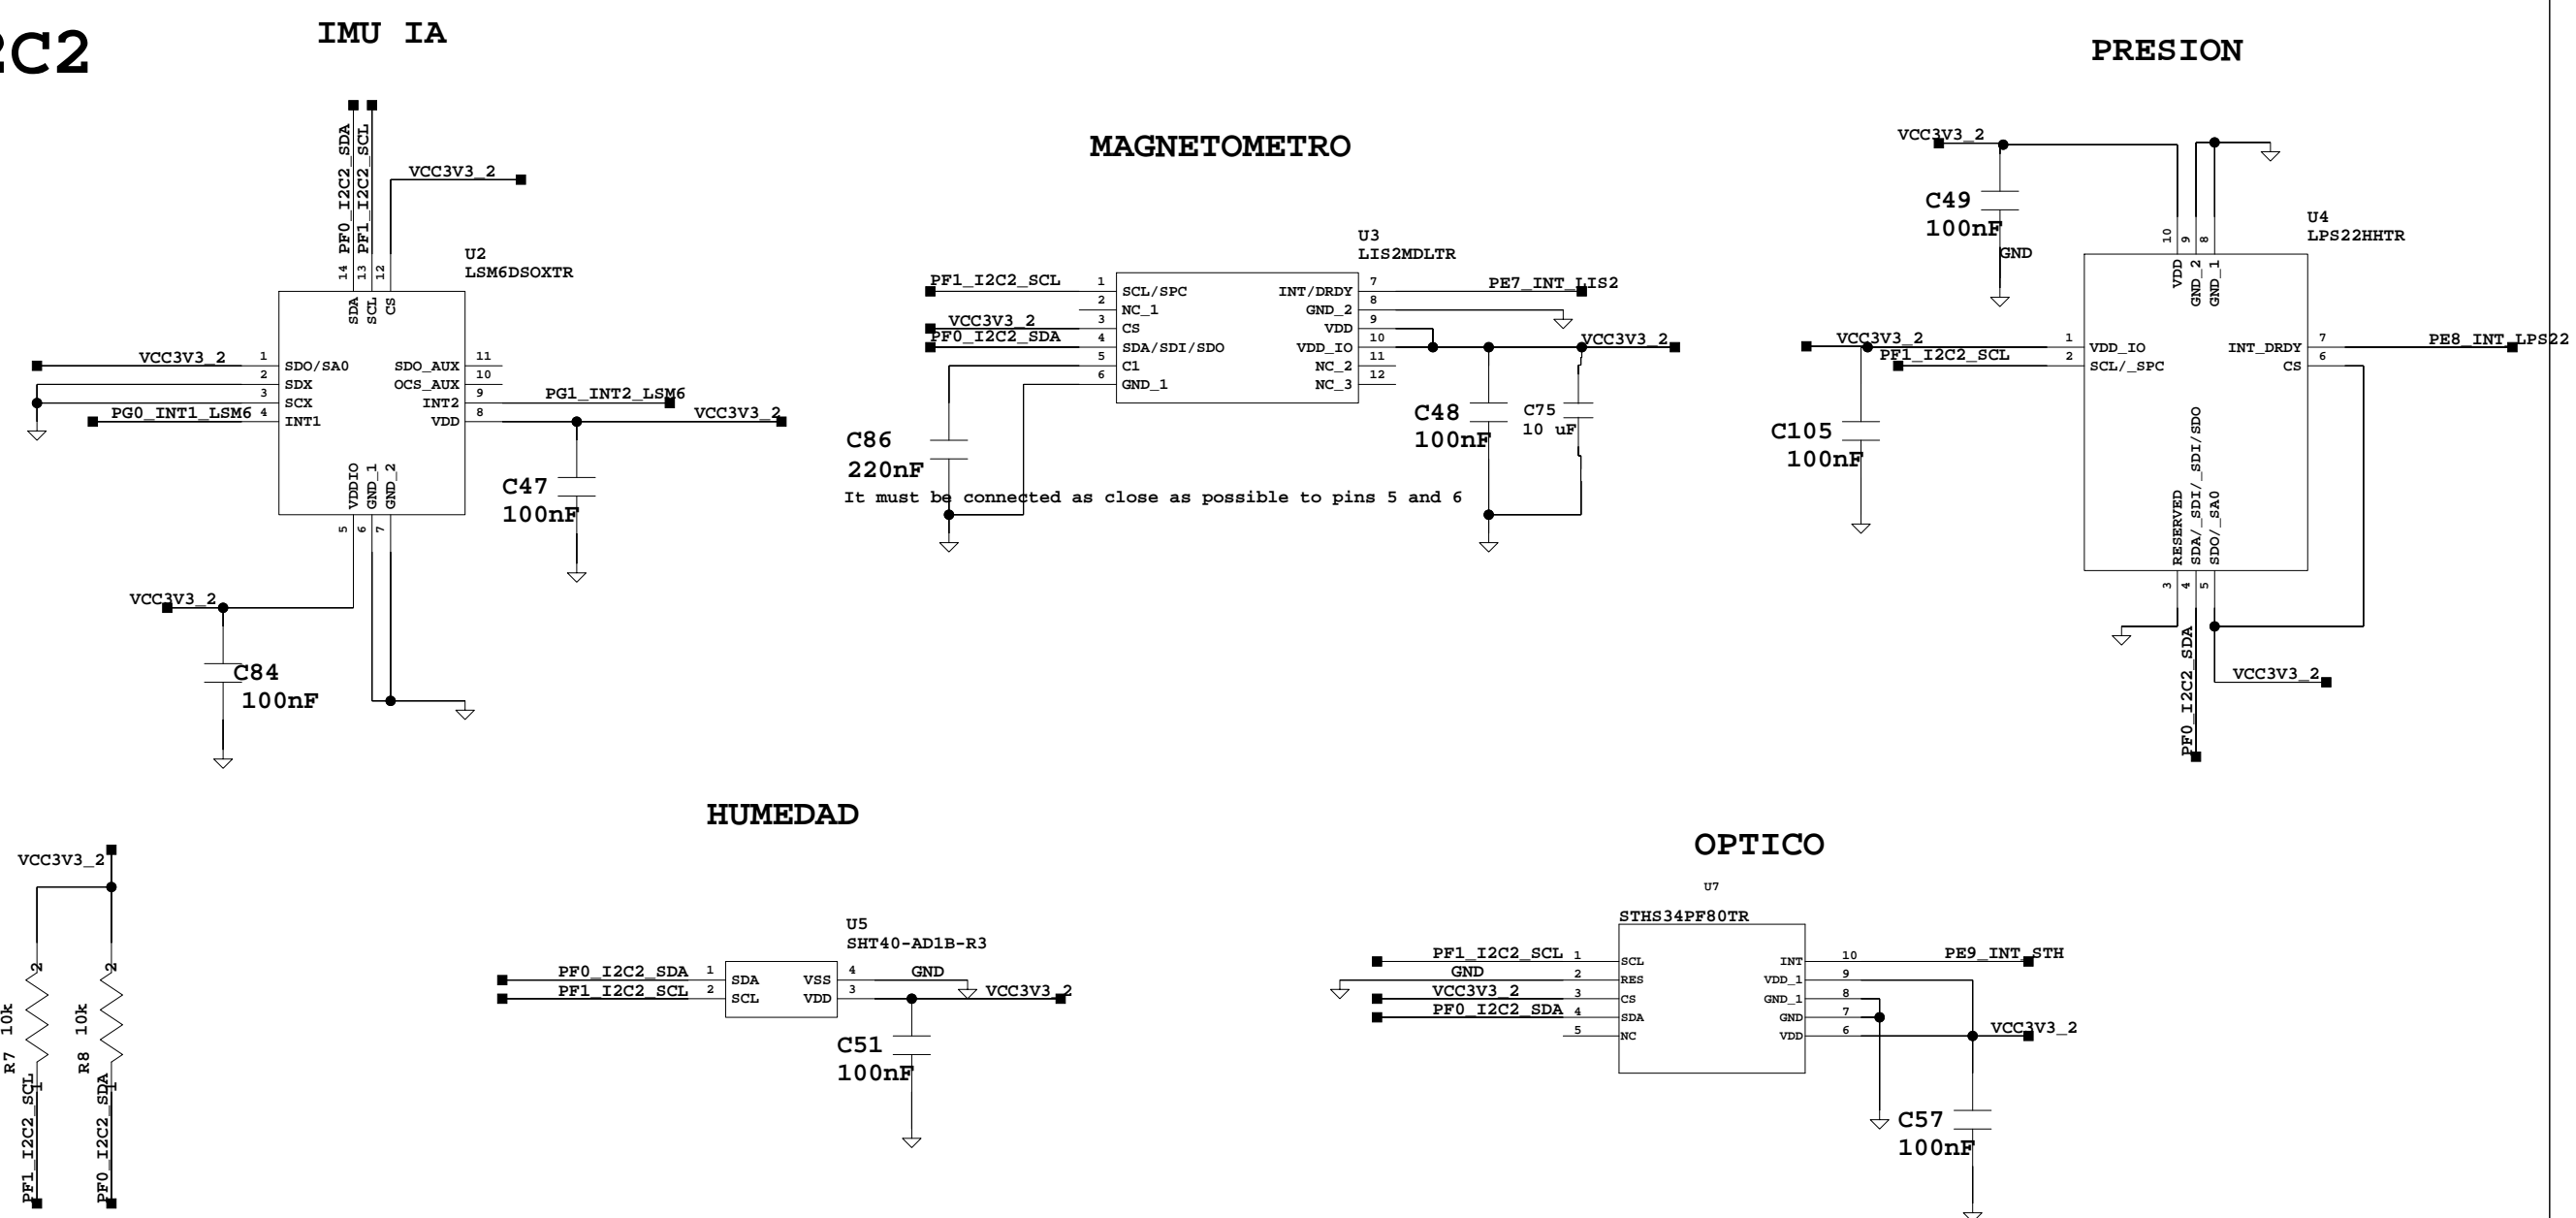 2C2
IMU IA
PF0_I2C2_SDA
PF1_I2C2_SCL
VCC3V3_2
14
13
12
U2
LSM6DSOXTR
SDA
SCL
CS
VCC3V3_2 1 SDO/SA0
2 SDX
3 SCX
PG0_INT1_LSM6 4 INT1
SDO_AUX 11
OCS_AUX 10
INT2 9 PG1_INT2_LSM6
VDD 8 VCC3V3_2
VDDIO
GND_1
GND_2
5
6
7
C47
100nF
VCC3V3_2
C84
100nF
MAGNETOMETRO
U3
LIS2MDLTR
PF1_I2C2_SCL 1 SCL/SPC
2 NC_1
VCC3V3_2 3 CS
PF0_I2C2_SDA 4 SDA/SDI/SDO
5 C1
6 GND_1
INT/DRDY 7 PE7_INT_LIS2
GND_2 8
VDD 9
VDD_IO 10 VCC3V3_2
NC_2 11
NC_3 12
C86
220nF
C48
100nF
C75
10 uF
It must be connected as close as possible to pins 5 and 6
PRESION
VCC3V3_2
C49
100nF
GND
10
9
8
U4
LPS22HHTR
VDD
GND_2
GND_1
VCC3V3_2 1 VDD_IO
PF1_I2C2_SCL 2 SCL/_SPC
INT_DRDY 7 PE8_INT_LPS22
CS 6
C105
100nF
RESERVED
SDA/_SDI/_SDI/SDO
SDO/_SA0
3
4
5
PF0_I2C2_SDA
VCC3V3_2
VCC3V3_2
2
2
R7 10k
R8 10k
1
1
PF1_I2C2_SCL
PF0_I2C2_SDA
HUMEDAD
U5
SHT40-AD1B-R3
PF0_I2C2_SDA 1 SDA
PF1_I2C2_SCL 2 SCL
VSS 4 GND
VDD 3 VCC3V3_2
C51
100nF
OPTICO
U7
STHS34PF80TR
PF1_I2C2_SCL 1 SCL
GND 2 RES
VCC3V3_2 3 CS
PF0_I2C2_SDA 4 SDA
5 NC
INT 10 PE9_INT_STH
VDD_1 9
GND_1 8
GND 7
VDD 6 VCC3V3_2
C57
100nF